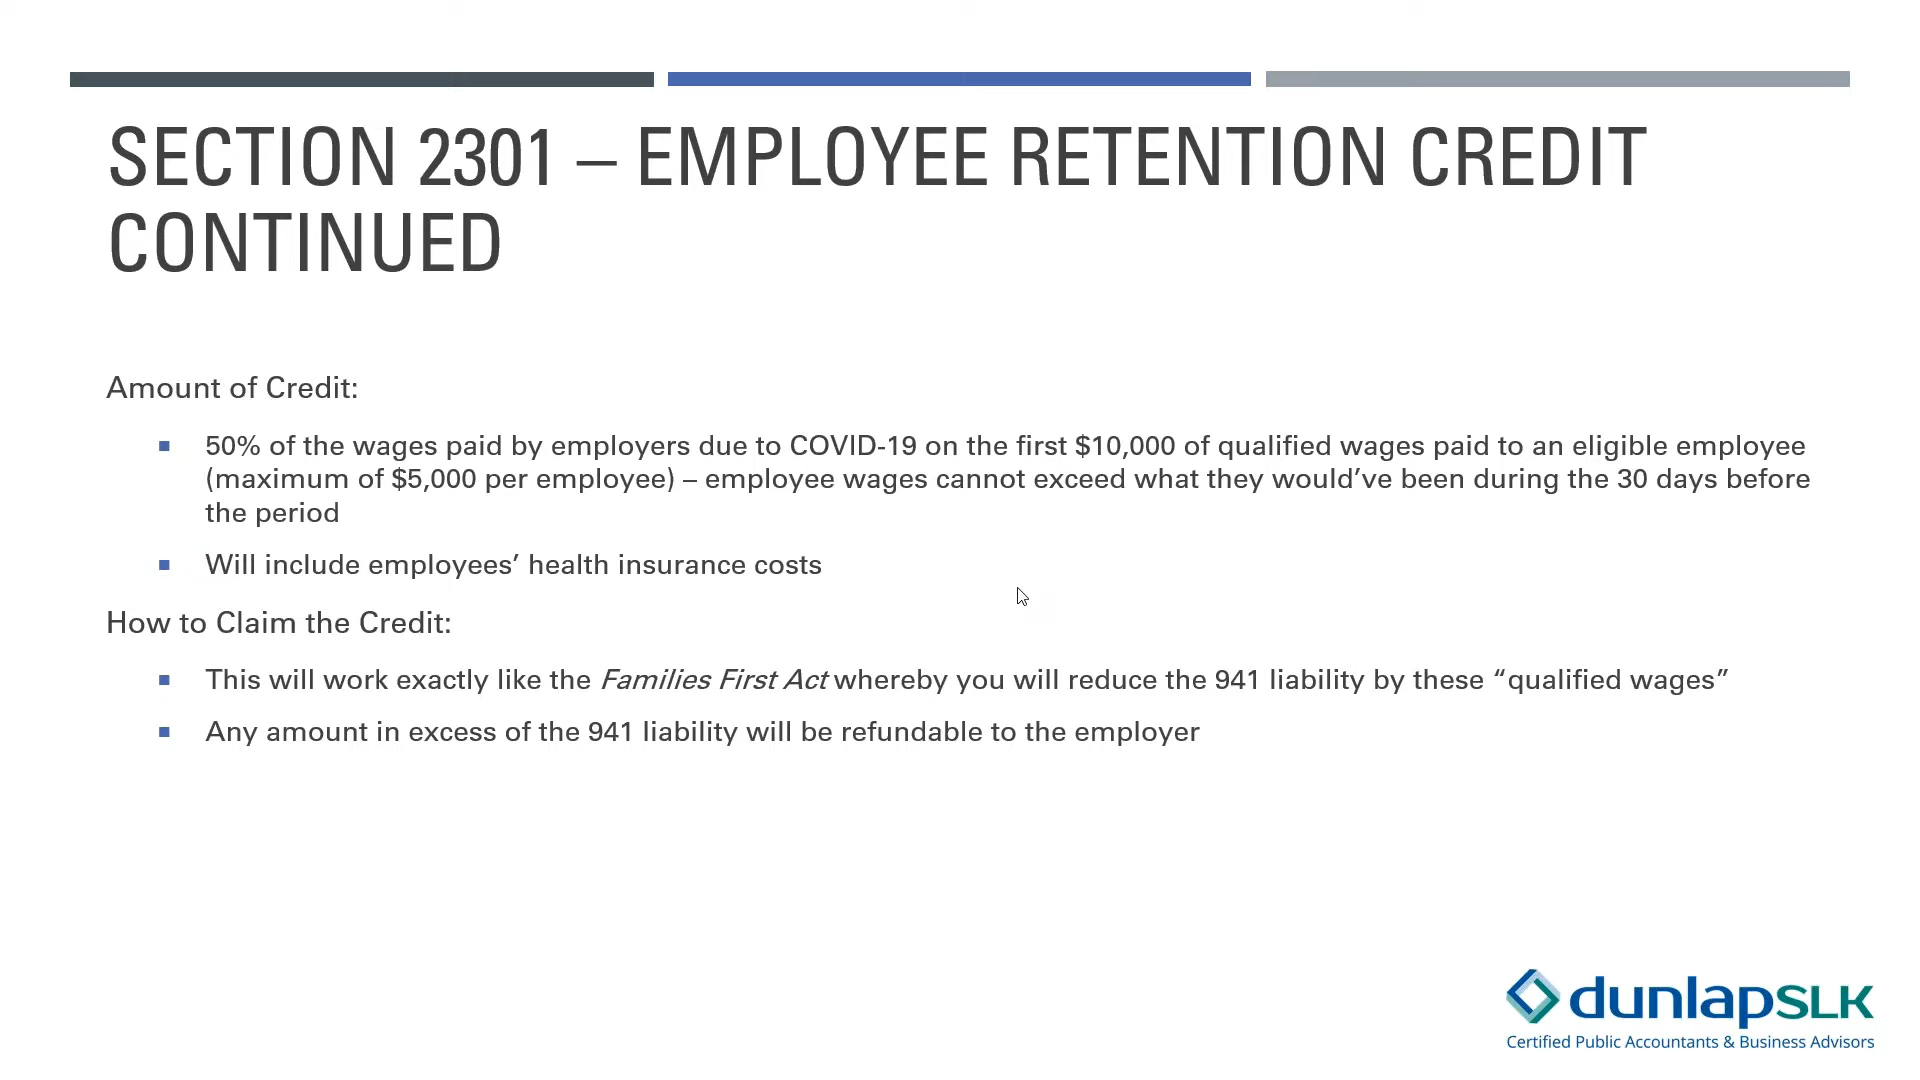 SECTION 2301 – EMPLOYEE RETENTION CREDIT
CONTINUED
Amount of Credit:
50% of the wages paid by employers due to COVID-19 on the first $10,000 of qualified wages paid to an eligible employee
(maximum of $5,000 per employee) – employee wages cannot exceed what they would’ve been during the 30 days before
the period
Will include employees’ health insurance costs
How to Claim the Credit:
This will work exactly like the Families First Act whereby you will reduce the 941 liability by these “qualified wages”
Any amount in excess of the 941 liability will be refundable to the employer
dunlapSLK
Certified Public Accountants & Business Advisors